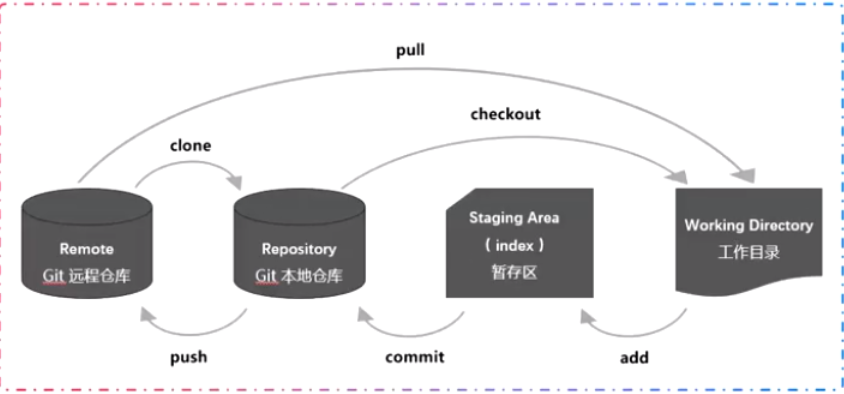 pull
checkout
clone
Remote
Git 远程仓库
Repository
Git 本地仓库
Staging Area
（index）
暂存区
Working Directory
工作目录
push
commit
add